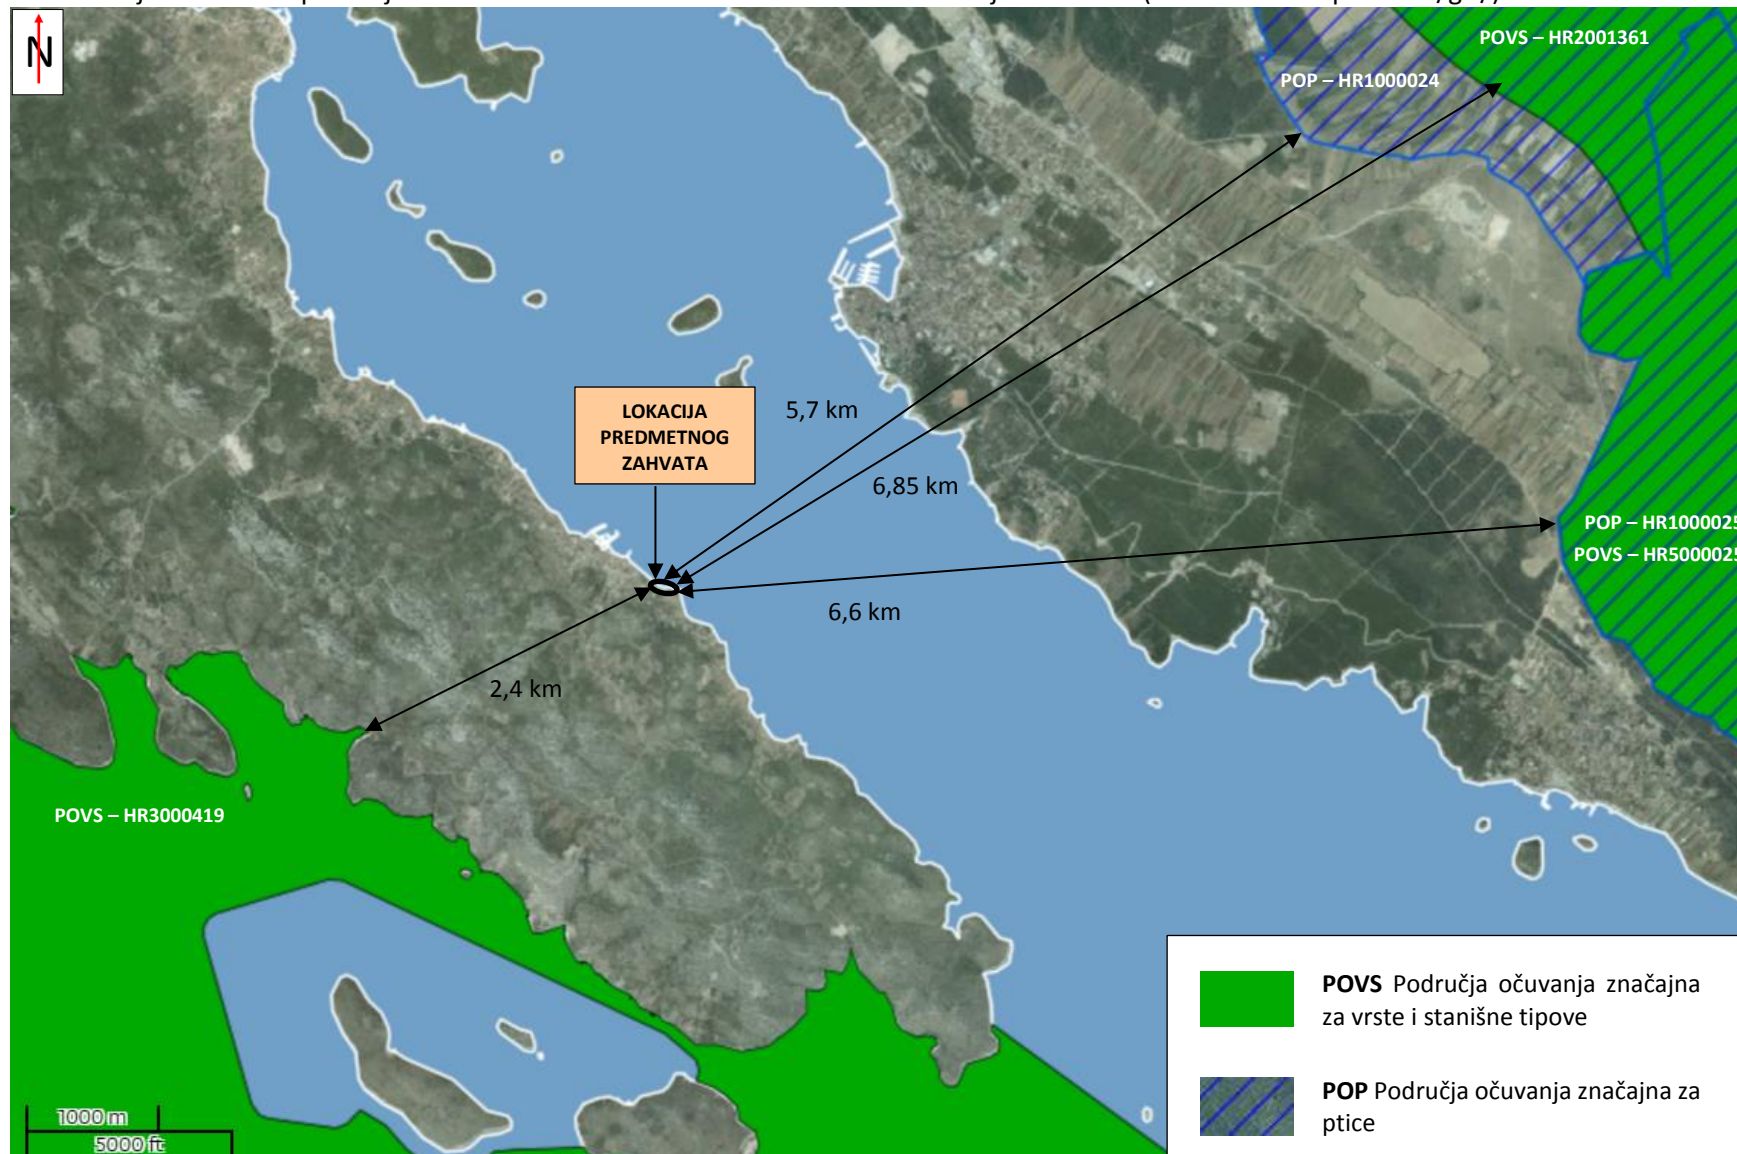 N
POVS – HR2001361
POP – HR1000024
LOKACIJA
PREDMETNOG
ZAHVATA
5,7 km
6,85 km
POP – HR1000025
POVS – HR5000025
6,6 km
2,4 km
POVS – HR3000419
POVS Područja očuvanja značajna
za vrste i stanišne tipove
POP Područja očuvanja značajna za
ptice
1000 m
5000 ft